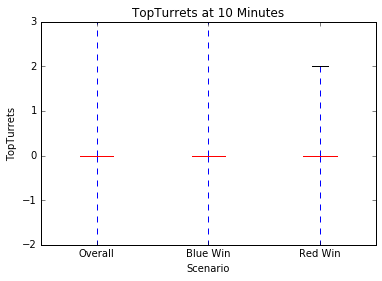 TopTurrets at 10 Minutes
3
2
1
0
−1
−2
TopTurrets
Overall
Blue Win
Red Win
Scenario